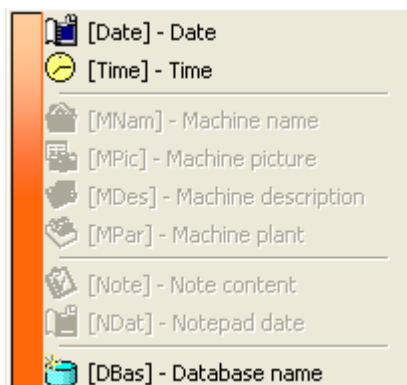 [Date] - Date
[Time] - Time
[MNam] - Machine name
[MPic] - Machine picture
[MDes] - Machine description
[MPar] - Machine plant
[Note] - Note content
[NDat] - Notepad date
[DBas] - Database name